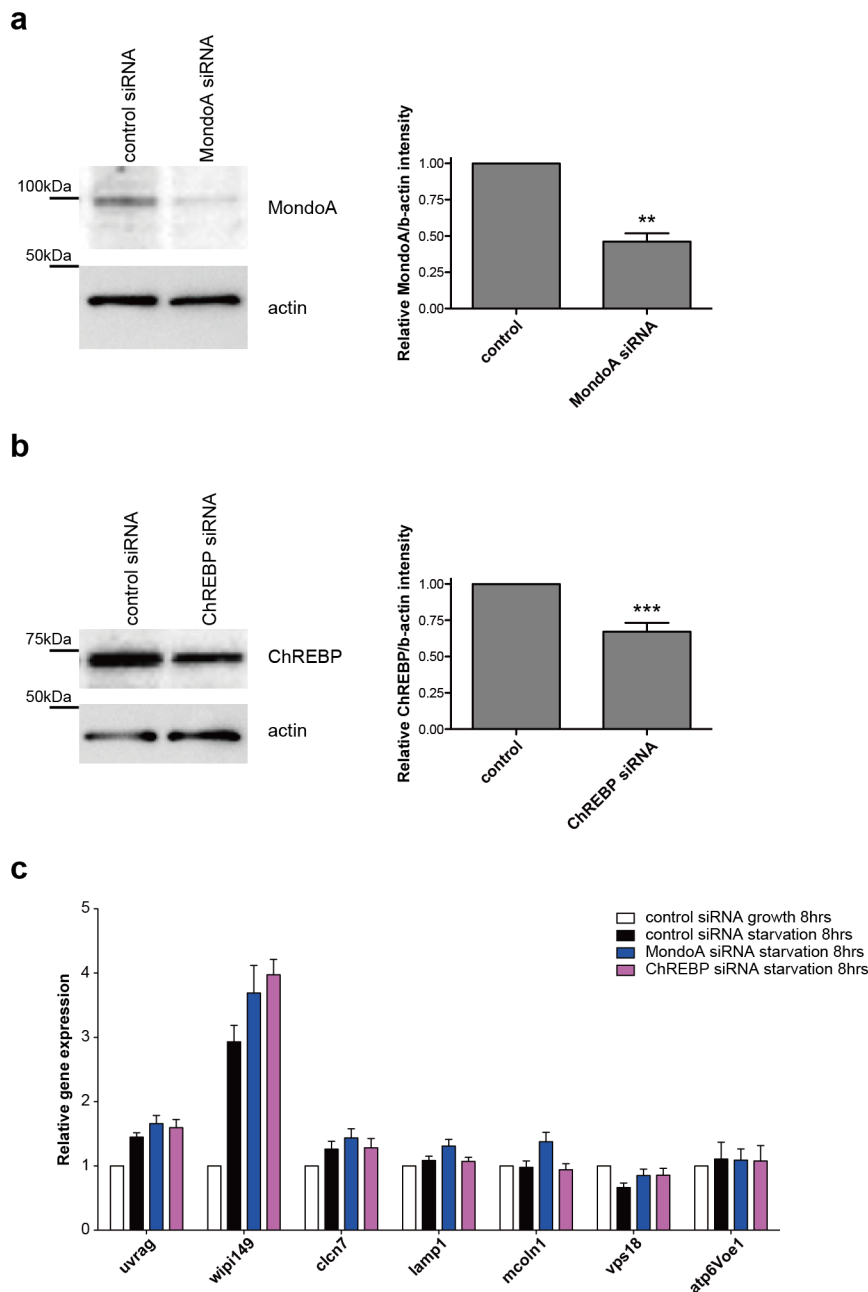 a
control siRNA
MondoA siRNA
100kDa
MondoA
50kDa
actin
Relative MondoA/b-actin intensity
1.00
0.75
0.50
0.25
0.00
**
control
MondoA siRNA
b
control siRNA
ChREBP siRNA
75kDa
ChREBP
50kDa
actin
Relative ChREBP/b-actin intensity
1.00
0.75
0.50
0.25
0.00
***
control
ChREBP siRNA
c
Relative gene expression
5
4
3
2
1
0
control siRNA growth 8hrs
control siRNA starvation 8hrs
MondoA siRNA starvation 8hrs
ChREBP siRNA starvation 8hrs
uvrag
wipi149
clcn7
lamp1
mcoln1
vps18
atp6Voe1